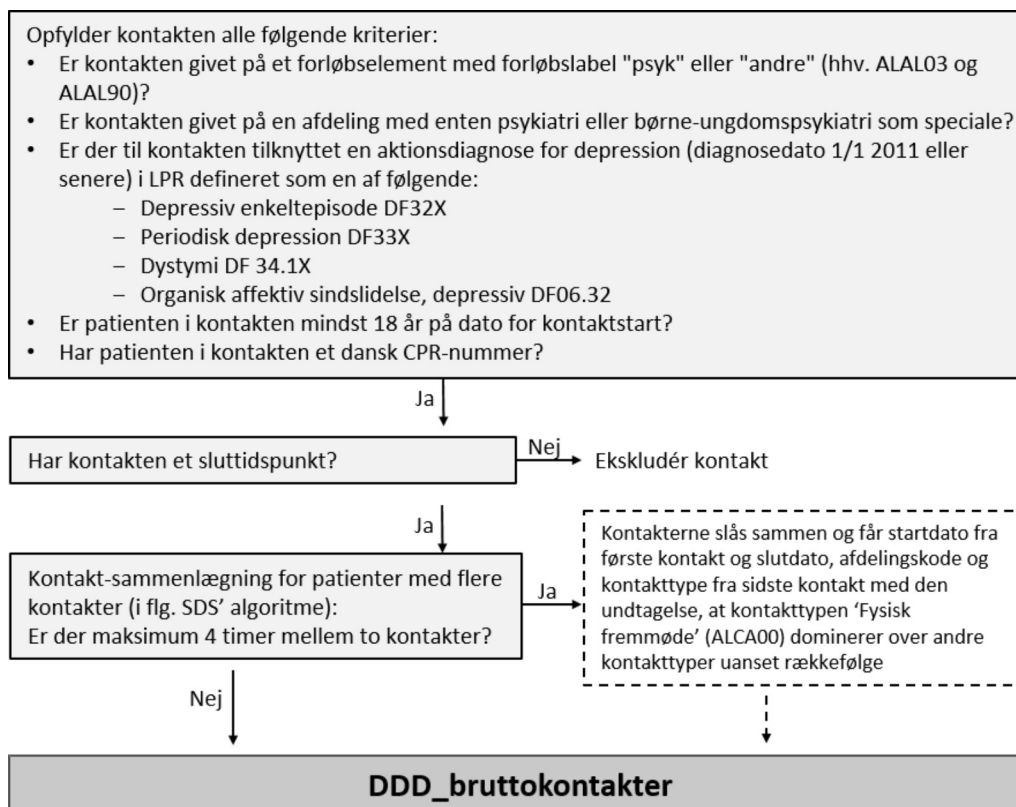 Opfylder kontakten alle følgende kriterier:
• Er kontakten givet på et forløbselement med forløbslabel "psyk" eller "andre" (hhv. ALAL03 og
ALAL90)?
• Er kontakten givet på en afdeling med enten psykiatri eller børne-ungdomspsykiatri som speciale?
• Er der til kontakten tilknyttet en aktionsdiagnose for depression (diagnosedato 1/1 2011 eller
senere) i LPR defineret som en af følgende:
– Depressiv enkeltepisode DF32X
– Periodisk depression DF33X
– Dystymi DF 34.1X
– Organisk affektiv sindslidelse, depressiv DF06.32
• Er patienten i kontakten mindst 18 år på dato for kontaktstart?
• Har patienten i kontakten et dansk CPR-nummer?
Ja
Har kontakten et sluttidspunkt?
Nej
Ekskludér kontakt
Ja
Kontakt-sammenlægning for patienter med flere
kontakter (i flg. SDS' algoritme):
Er der maksimum 4 timer mellem to kontakter?
Ja
Kontakterne slås sammen og får startdato fra
første kontakt og slutdato, afdelingskode og
kontakttype fra sidste kontakt med den
undtagelse, at kontakttypen 'Fysisk
fremmøde' (ALCA00) dominerer over andre
kontakttyper uanset rækkefølge
Nej
DDD_bruttokontakter